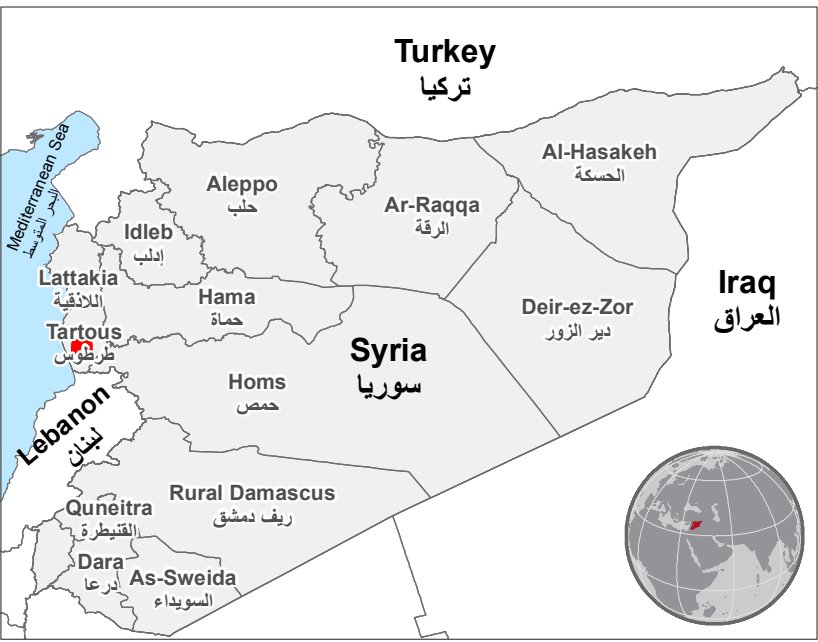 Turkey
تركيا
Mediterranean Sea
البحر المتوسط
Al-Hasakeh
الحسكة
Aleppo
حلب
Ar-Raqqa
الرقة
Idleb
إدلب
Lattakia
اللاذقية
Hama
حماة
Deir-ez-Zor
دير الزور
Iraq
العراق
Tartous
طرطوس
Syria
سوريا
Homs
حمص
Lebanon
لبنان
Rural Damascus
ريف دمشق
Quneitra
القنيطرة
Dara
درعا
As-Sweida
السويداء